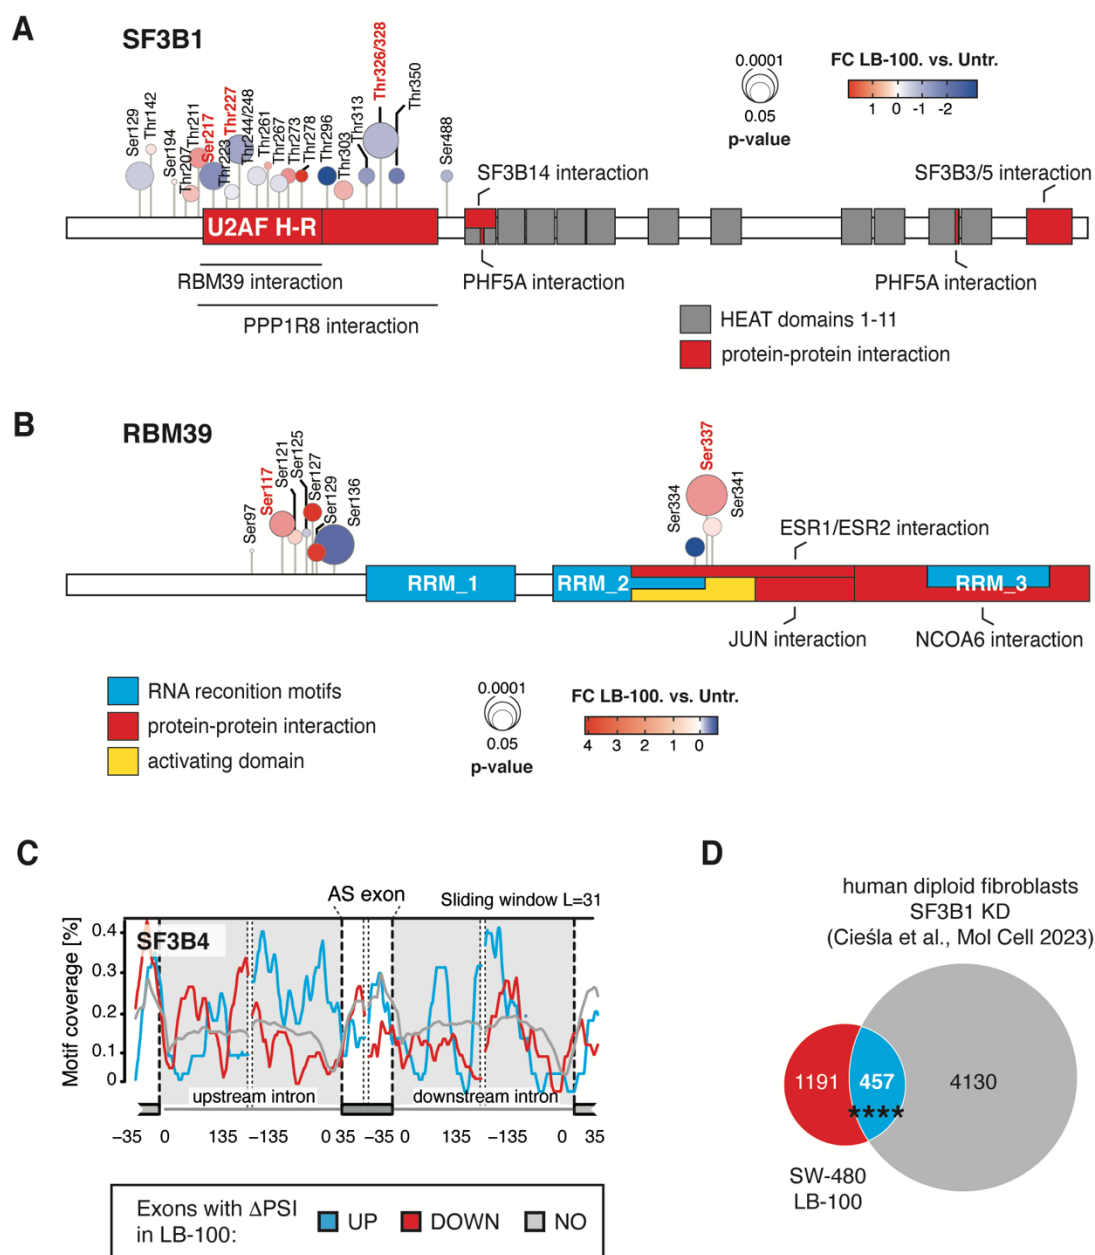 A
SF3B1
Ser129
Thr142
Ser194
Thr207
Thr211
Ser217
Thr223
Thr227
Thr244/248
Thr261
Thr267
Thr273
Thr278
Thr296
Thr303
Thr313
Thr326/328
Thr350
Ser488
0.0001
0.05
p-value
FC LB-100. vs. Untr.
1 0 -1 -2
SF3B14 interaction
SF3B3/5 interaction
U2AF H-R
RBM39 interaction
PHF5A interaction
PHF5A interaction
PPP1R8 interaction
HEAT domains 1-11
protein-protein interaction
B
RBM39
Ser97
Ser117
Ser121
Ser125
Ser127
Ser129
Ser136
Ser334
Ser337
Ser341
ESR1/ESR2 interaction
RRM_1
RRM_2
RRM_3
JUN interaction
NCOA6 interaction
RNA reconition motifs
protein-protein interaction
activating domain
0.0001
0.05
p-value
FC LB-100. vs. Untr.
4 3 2 1 0
C
AS exon
Sliding window L=31
SF3B4
Motif coverage [%]
0.4
0.3
0.2
0.1
0
upstream intron
downstream intron
−35 0 135 −135 0 35 −35 0 135 −135 0 35
Exons with ΔPSI
in LB-100:
UP
DOWN
NO
D
human diploid fibroblasts
SF3B1 KD
(Cieśla et al., Mol Cell 2023)
1191
457
4130
****
SW-480
LB-100